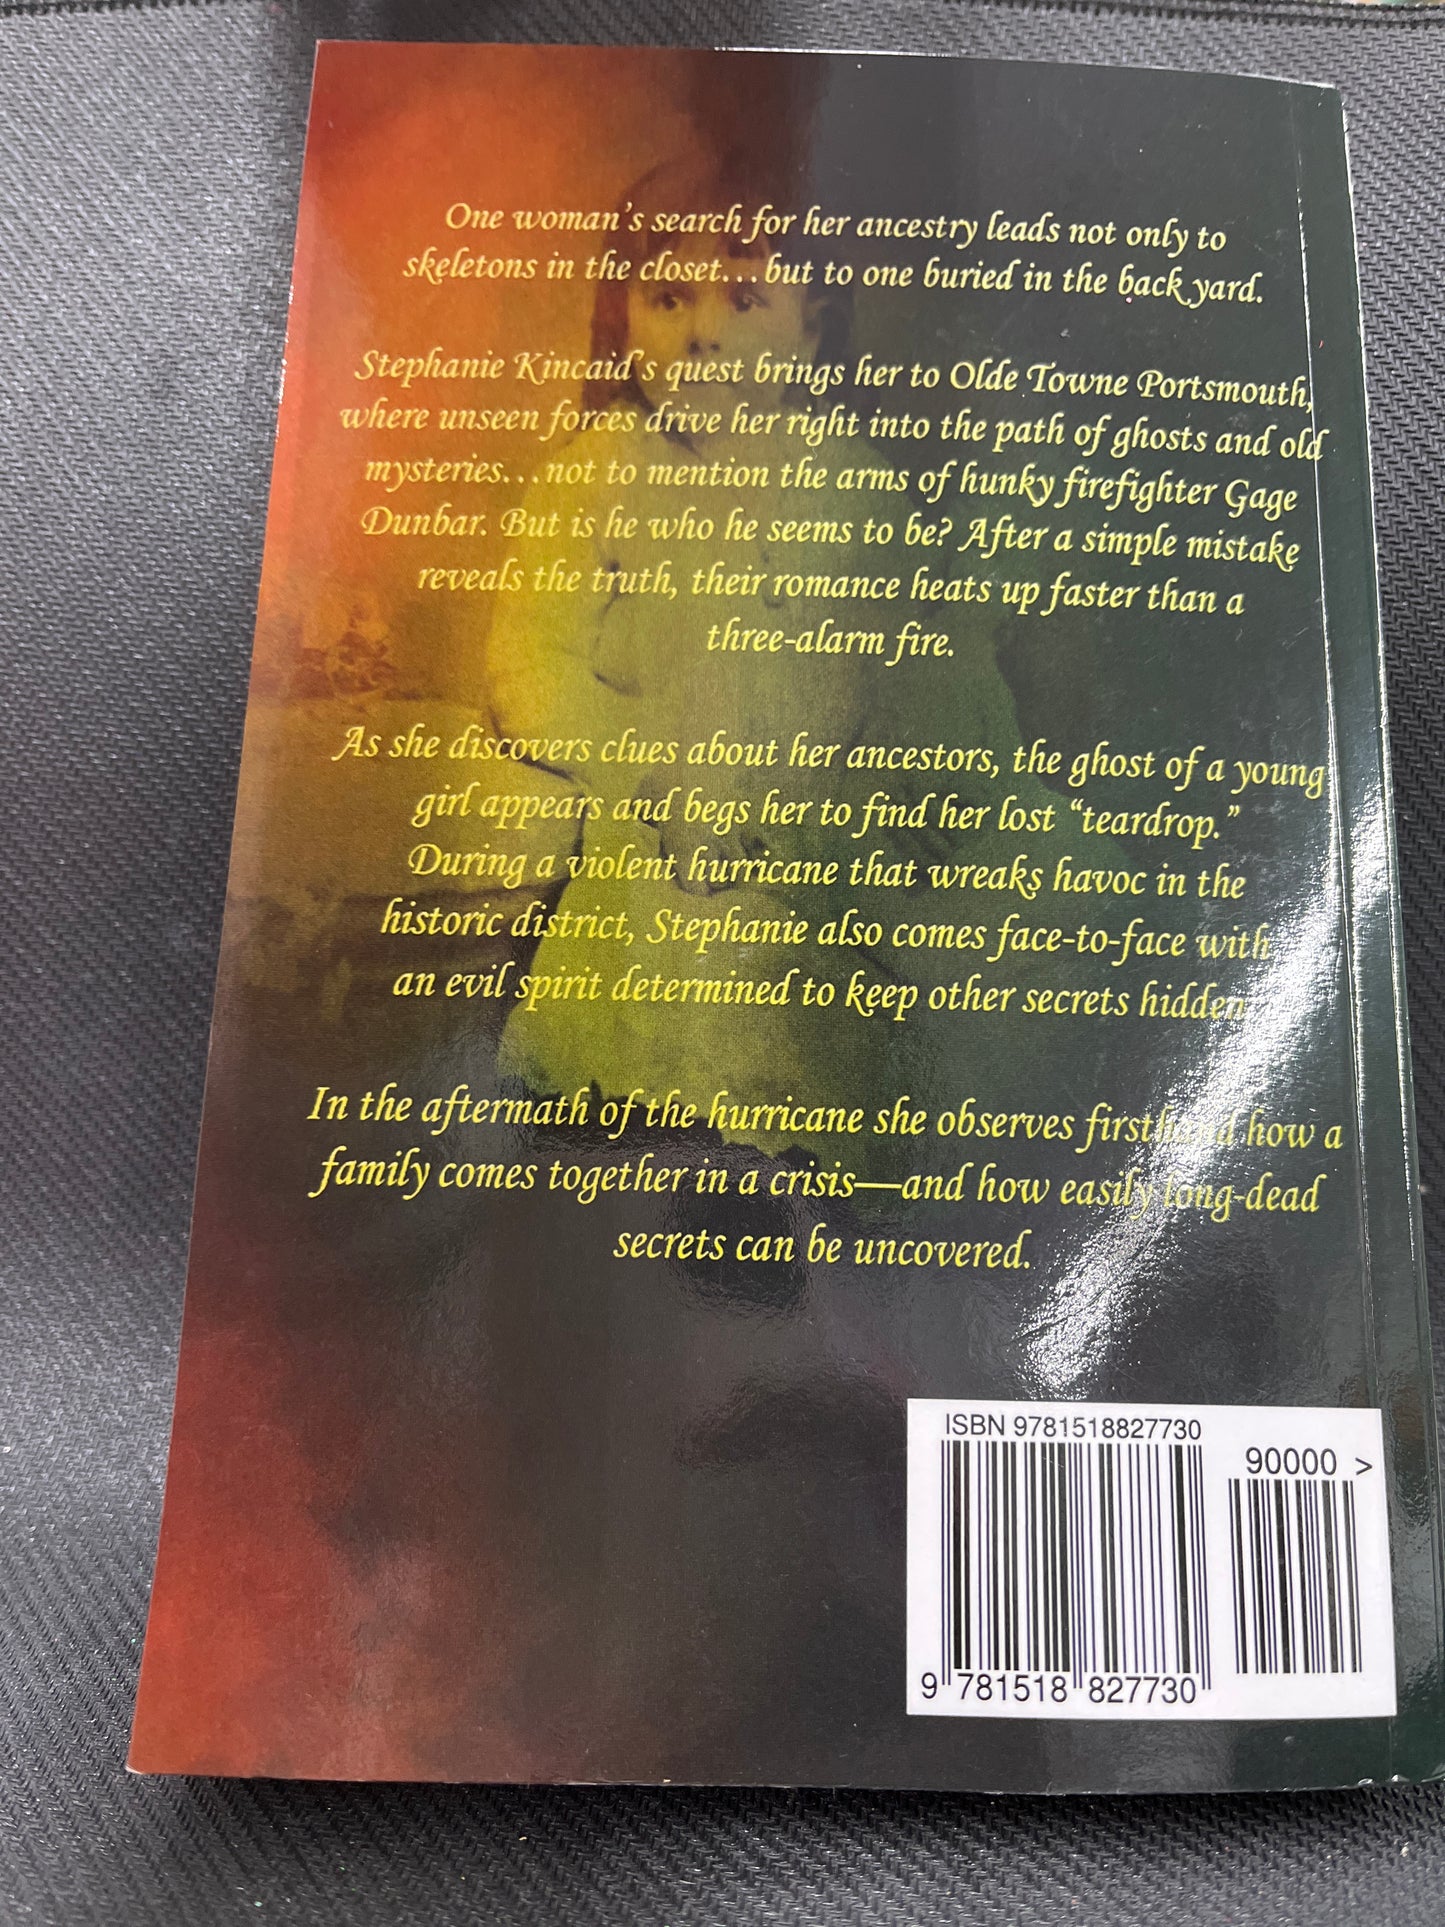 One woman's search for her ancestry leads not only to
skeletons in the closet...but to one buried in the back yard.
Stephanie Kincaid's quest brings her to Olde Towne Portsmouth,
where unseen forces drive her right into the path of ghosts and old
mysteries...not to mention the arms of hunky firefighter Gage
Dunbar. But is he who he seems to be? After a simple mistake
reveals the truth, their romance heats up faster than a
three-alarm fire.
As she discovers clues about her ancestors, the ghost of a young
girl appears and begs her to find her lost “teardrop.”
During a violent hurricane that wreaks havoc in the
historic district, Stephanie also comes face-to-face with
an evil spirit determined to keep other secrets hidden.
In the aftermath of the hurricane she observes firsthand how a
family comes together in a crisis—and how easily long-dead
secrets can be uncovered.
ISBN 9781518827730
90000 >
9 781518 827730